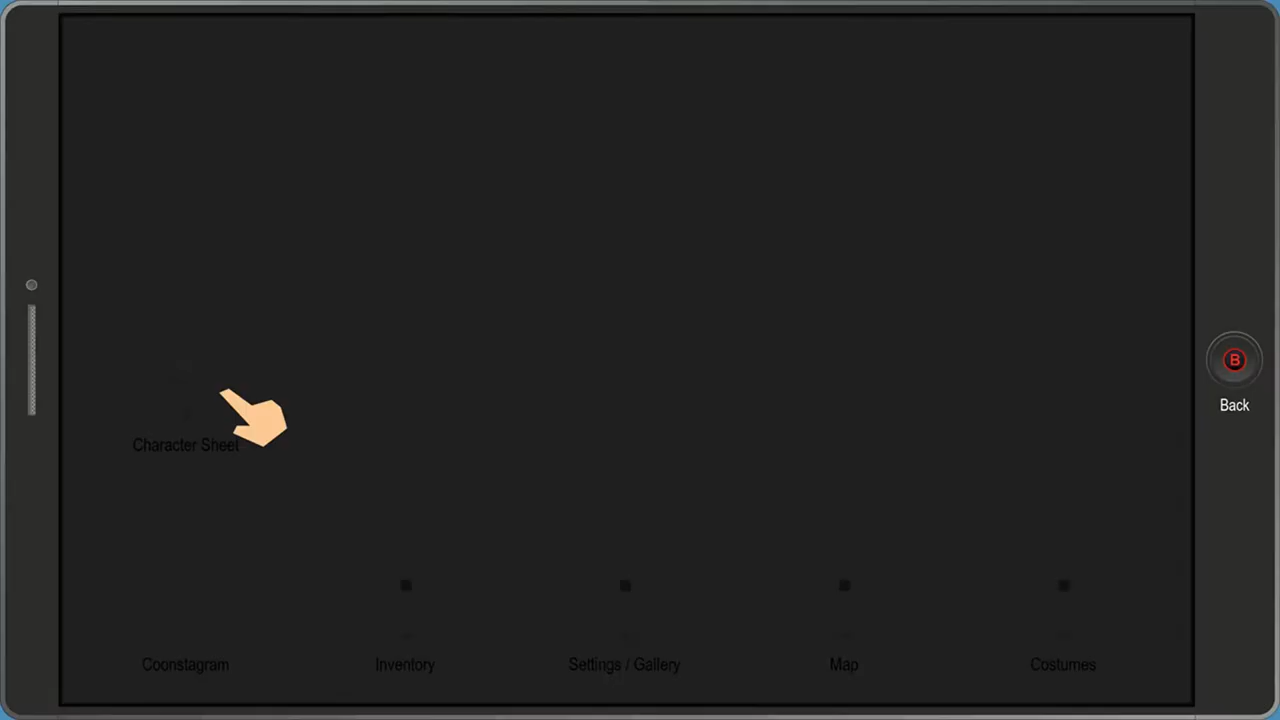 B
Back
Character Sheet
Coonstagram
Inventory
Settings / Gallery
Map
Costumes